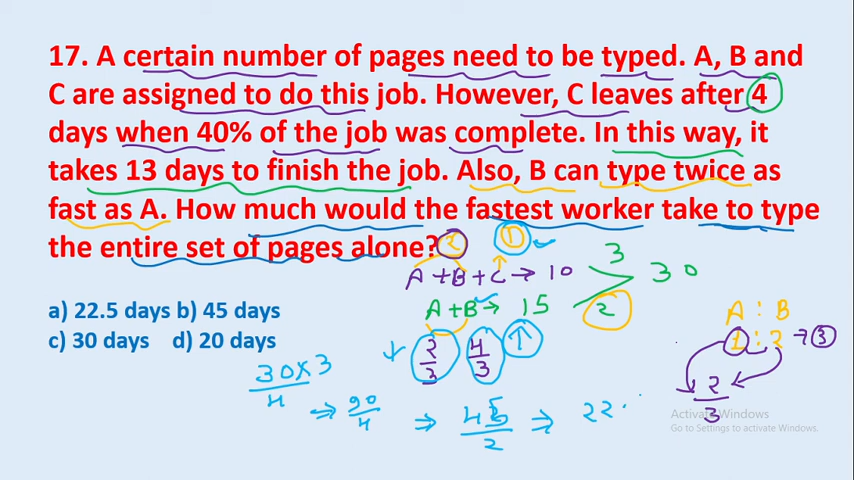 17. A certain number of pages need to be typed. A, B and
C are assigned to do this job. However, C leaves after 4
days when 40% of the job was complete. In this way, it
takes 13 days to finish the job. Also, B can type twice as
fast as A. How much would the fastest worker take to type
the entire set of pages alone?
2 1
A + B + C → 10 3 30
A + B → 15 2
a) 22.5 days b) 45 days
c) 30 days d) 20 days
A : B
1 : 2 → 3
2/3 4/3
2/3
30×3/4 ⇒ 90/4 ⇒ 45/2 ⇒ 22.
Activate Windows
Go to Settings to activate Windows.